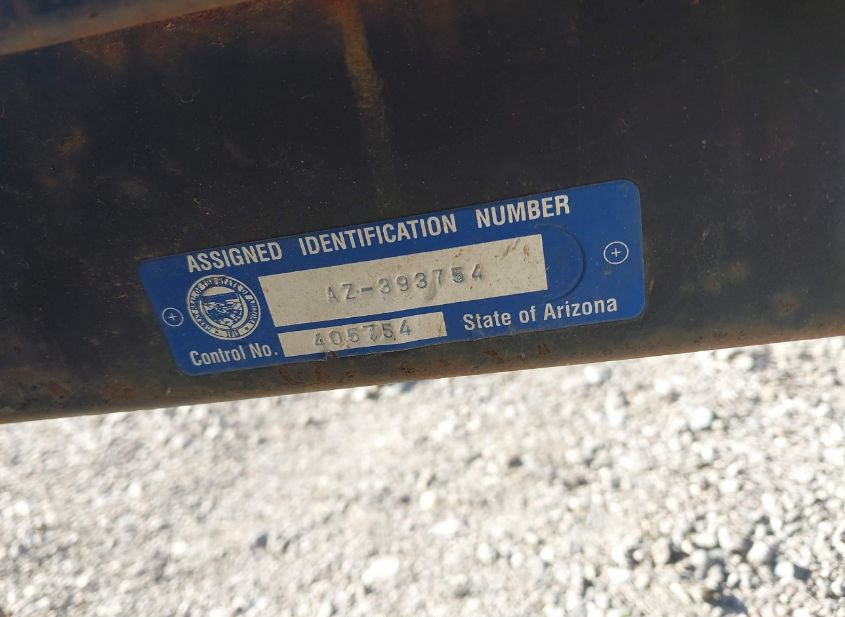 ASSIGNED IDENTIFICATION NUMBER
AZ-393754
Control No. 405754 State of Arizona